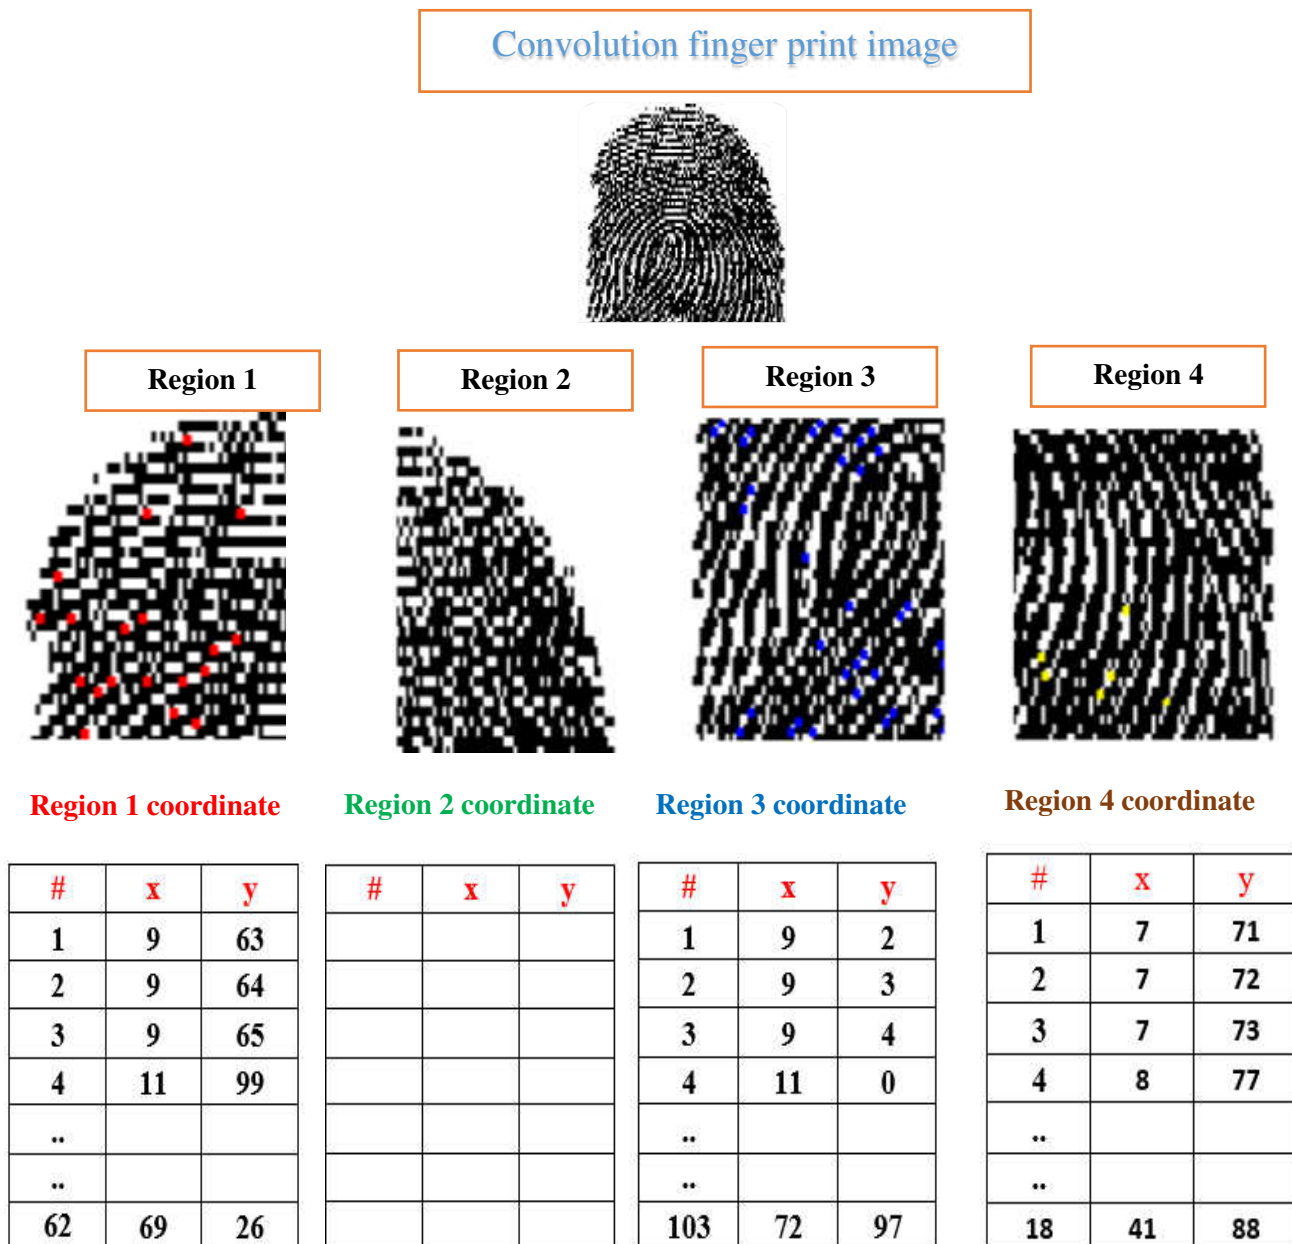 Convolution finger print image
Region 1
Region 2
Region 3
Region 4
Region 1 coordinate
Region 2 coordinate
Region 3 coordinate
Region 4 coordinate
# x y
1 9 63
2 9 64
3 9 65
4 11 99
..
..
62 69 26
# x y
# x y
1 9 2
2 9 3
3 9 4
4 11 0
..
..
103 72 97
# x y
1 7 71
2 7 72
3 7 73
4 8 77
..
..
18 41 88